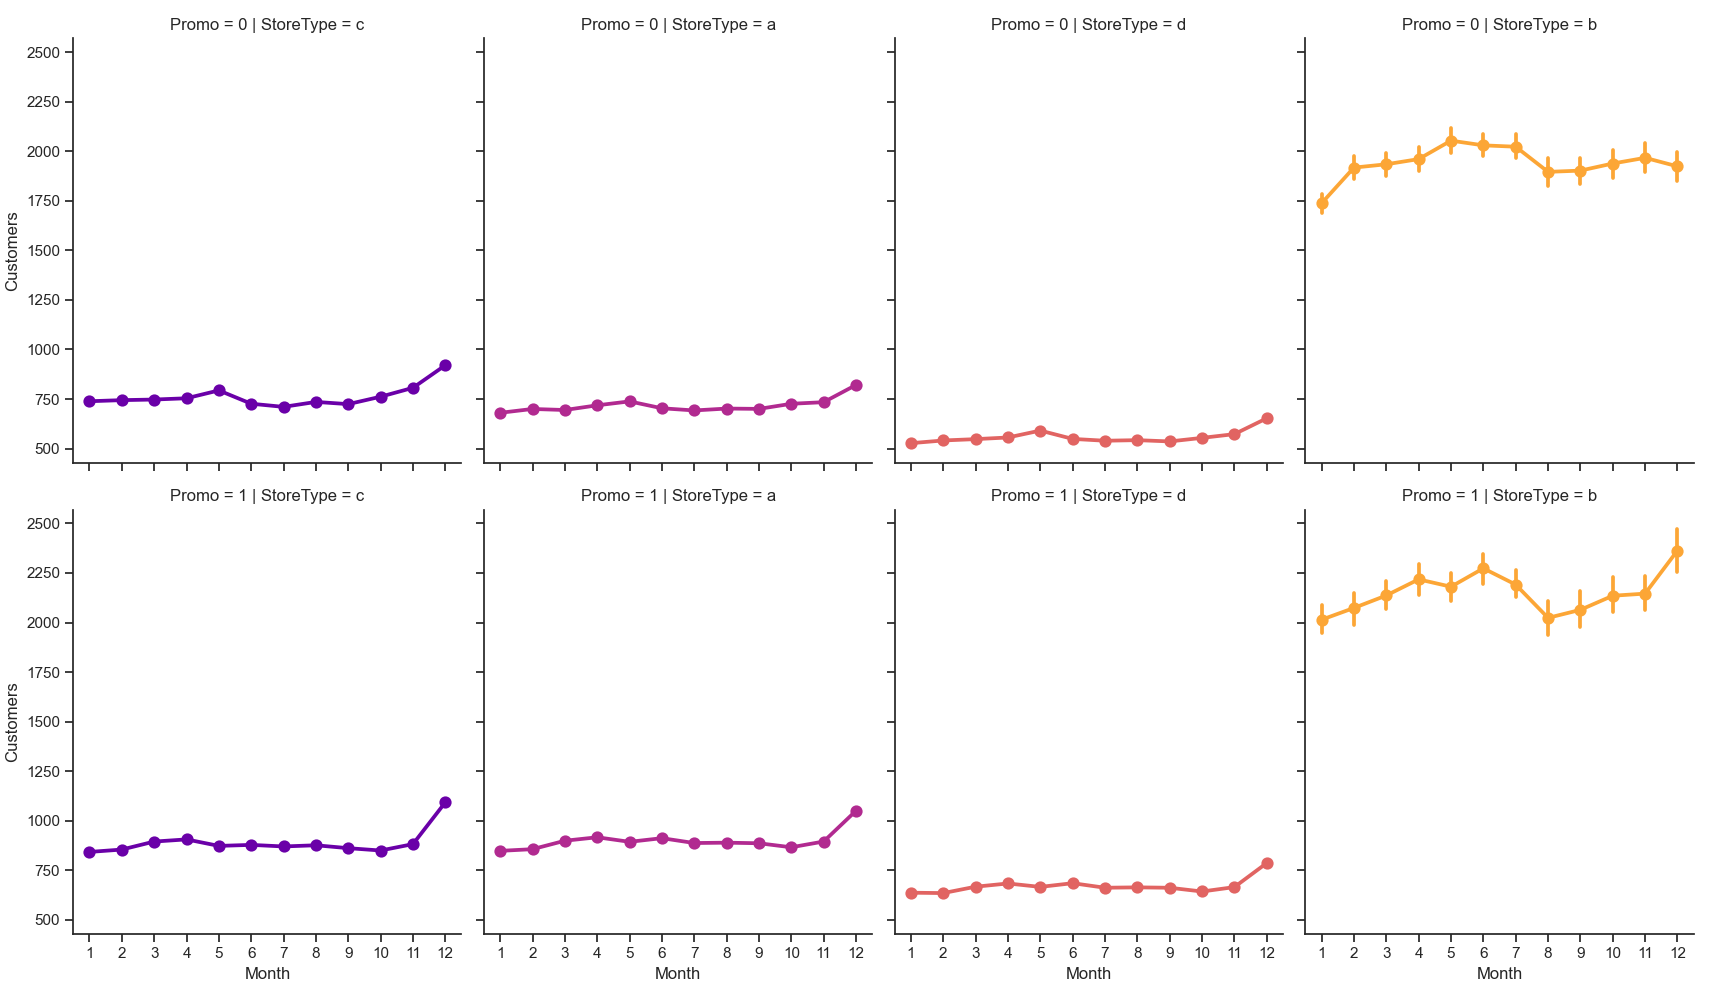 Promo = 0 | StoreType = c
Promo = 0 | StoreType = a
Promo = 0 | StoreType = d
Promo = 0 | StoreType = b
2500
2250
2000
1750
1500
1250
1000
750
500
Customers
Promo = 1 | StoreType = c
Promo = 1 | StoreType = a
Promo = 1 | StoreType = d
Promo = 1 | StoreType = b
2500
2250
2000
1750
1500
1250
1000
750
500
Customers
1 2 3 4 5 6 7 8 9 10 11 12
1 2 3 4 5 6 7 8 9 10 11 12
1 2 3 4 5 6 7 8 9 10 11 12
1 2 3 4 5 6 7 8 9 10 11 12
Month
Month
Month
Month